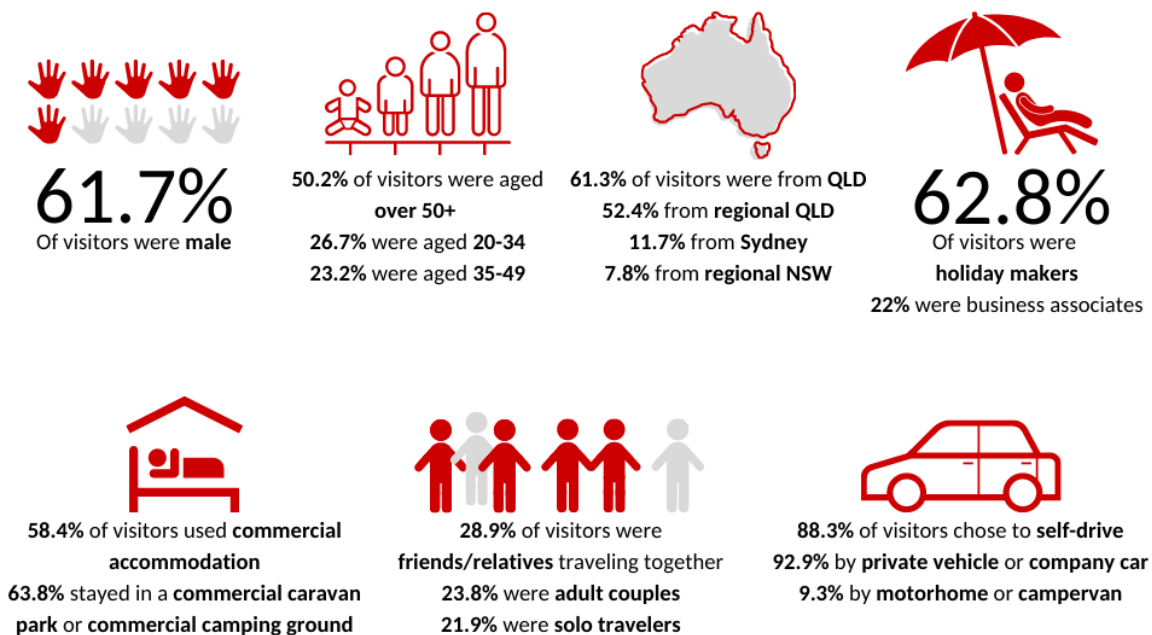 61.7%
Of visitors were male
50.2% of visitors were aged
over 50+
26.7% were aged 20-34
23.2% were aged 35-49
61.3% of visitors were from QLD
52.4% from regional QLD
11.7% from Sydney
7.8% from regional NSW
62.8%
Of visitors were
holiday makers
22% were business associates
58.4% of visitors used commercial
accommodation
63.8% stayed in a commercial caravan
park or commercial camping ground
28.9% of visitors were
friends/relatives traveling together
23.8% were adult couples
21.9% were solo travelers
88.3% of visitors chose to self-drive
92.9% by private vehicle or company car
9.3% by motorhome or campervan